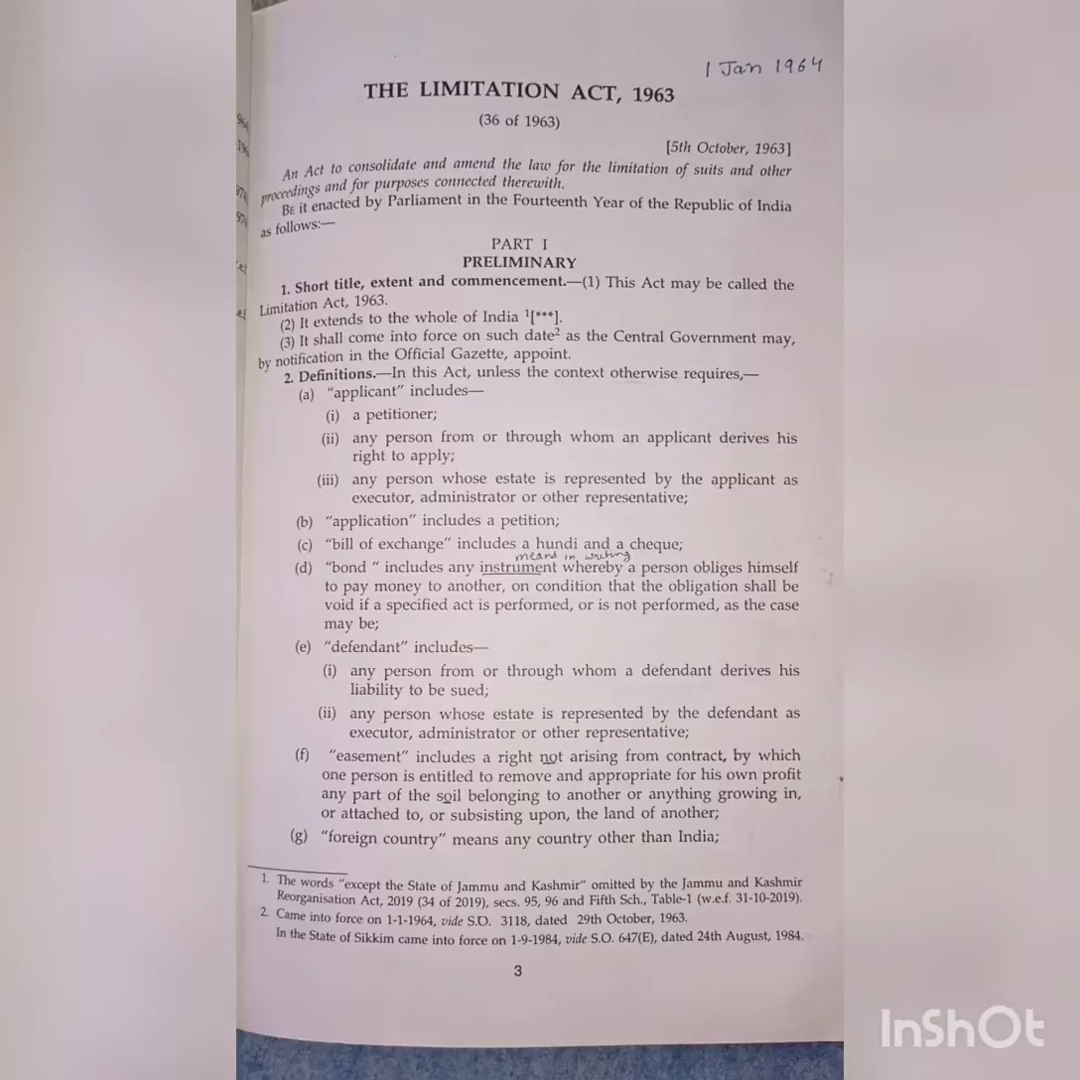 1 Jan 1964
THE LIMITATION ACT, 1963
(36 of 1963)
[5th October, 1963]
An Act to consolidate and amend the law for the limitation of suits and other
proceedings and for purposes connected therewith.
BE it enacted by Parliament in the Fourteenth Year of the Republic of India
as follows:—
PART I
PRELIMINARY
1. Short title, extent and commencement.—(1) This Act may be called the
Limitation Act, 1963.
(2) It extends to the whole of India ¹[***].
(3) It shall come into force on such date² as the Central Government may,
by notification in the Official Gazette, appoint.
2. Definitions.—In this Act, unless the context otherwise requires,—
(a) “applicant” includes—
(i) a petitioner;
(ii) any person from or through whom an applicant derives his
right to apply;
(iii) any person whose estate is represented by the applicant as
executor, administrator or other representative;
(b) “application” includes a petition;
(c) “bill of exchange” includes a hundi and a cheque;
means in writing
(d) “bond ” includes any instrument whereby a person obliges himself
to pay money to another, on condition that the obligation shall be
void if a specified act is performed, or is not performed, as the case
may be;
(e) “defendant” includes—
(i) any person from or through whom a defendant derives his
liability to be sued;
(ii) any person whose estate is represented by the defendant as
executor, administrator or other representative;
(f) “easement” includes a right not arising from contract, by which
one person is entitled to remove and appropriate for his own profit
any part of the soil belonging to another or anything growing in,
or attached to, or subsisting upon, the land of another;
(g) “foreign country” means any country other than India;
1. The words “except the State of Jammu and Kashmir” omitted by the Jammu and Kashmir
Reorganisation Act, 2019 (34 of 2019), secs. 95, 96 and Fifth Sch., Table-1 (w.e.f. 31-10-2019).
2. Came into force on 1-1-1964, vide S.O. 3118, dated 29th October, 1963.
In the State of Sikkim came into force on 1-9-1984, vide S.O. 647(E), dated 24th August, 1984.
3
InShOt